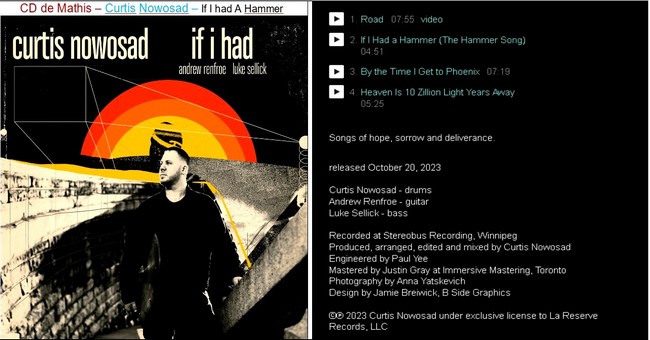 CD de Mathis – Curtis Nowosad – If I had A Hammer
curtis nowosad
if i had
andrew renfroe luke sellick
1 Road 07:55 video
2 If I Had a Hammer (The Hammer Song)
04:51
3 By the Time I Get to Phoenix 07:19
4 Heaven Is 10 Zillion Light Years Away
05:25
Songs of hope, sorrow and deliverance.
released October 20, 2023
Curtis Nowosad - drums
Andrew Renfroe - guitar
Luke Sellick - bass
Recorded at Stereobus Recording, Winnipeg
Produced, arranged, edited and mixed by Curtis Nowosad
Engineered by Paul Yee
Mastered by Justin Gray at Immersive Mastering, Toronto
Photography by Anna Yatskevich
Design by Jamie Breiwick, B Side Graphics
©℗ 2023 Curtis Nowosad under exclusive license to La Reserve
Records, LLC